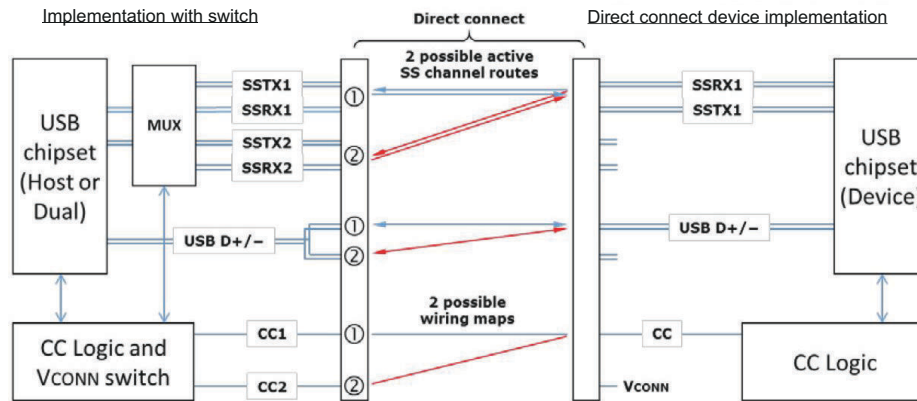 Implementation with switch
Direct connect
Direct connect device implementation
2 possible active
SS channel routes
USB
chipset
(Host or
Dual)
MUX
SSTX1
SSRX1
SSTX2
SSRX2
①
②
SSRX1
SSTX1
USB
chipset
(Device)
USB D+/−
①
②
USB D+/−
2 possible
wiring maps
CC Logic and
VCONN switch
CC1
CC2
①
②
CC
VCONN
CC Logic